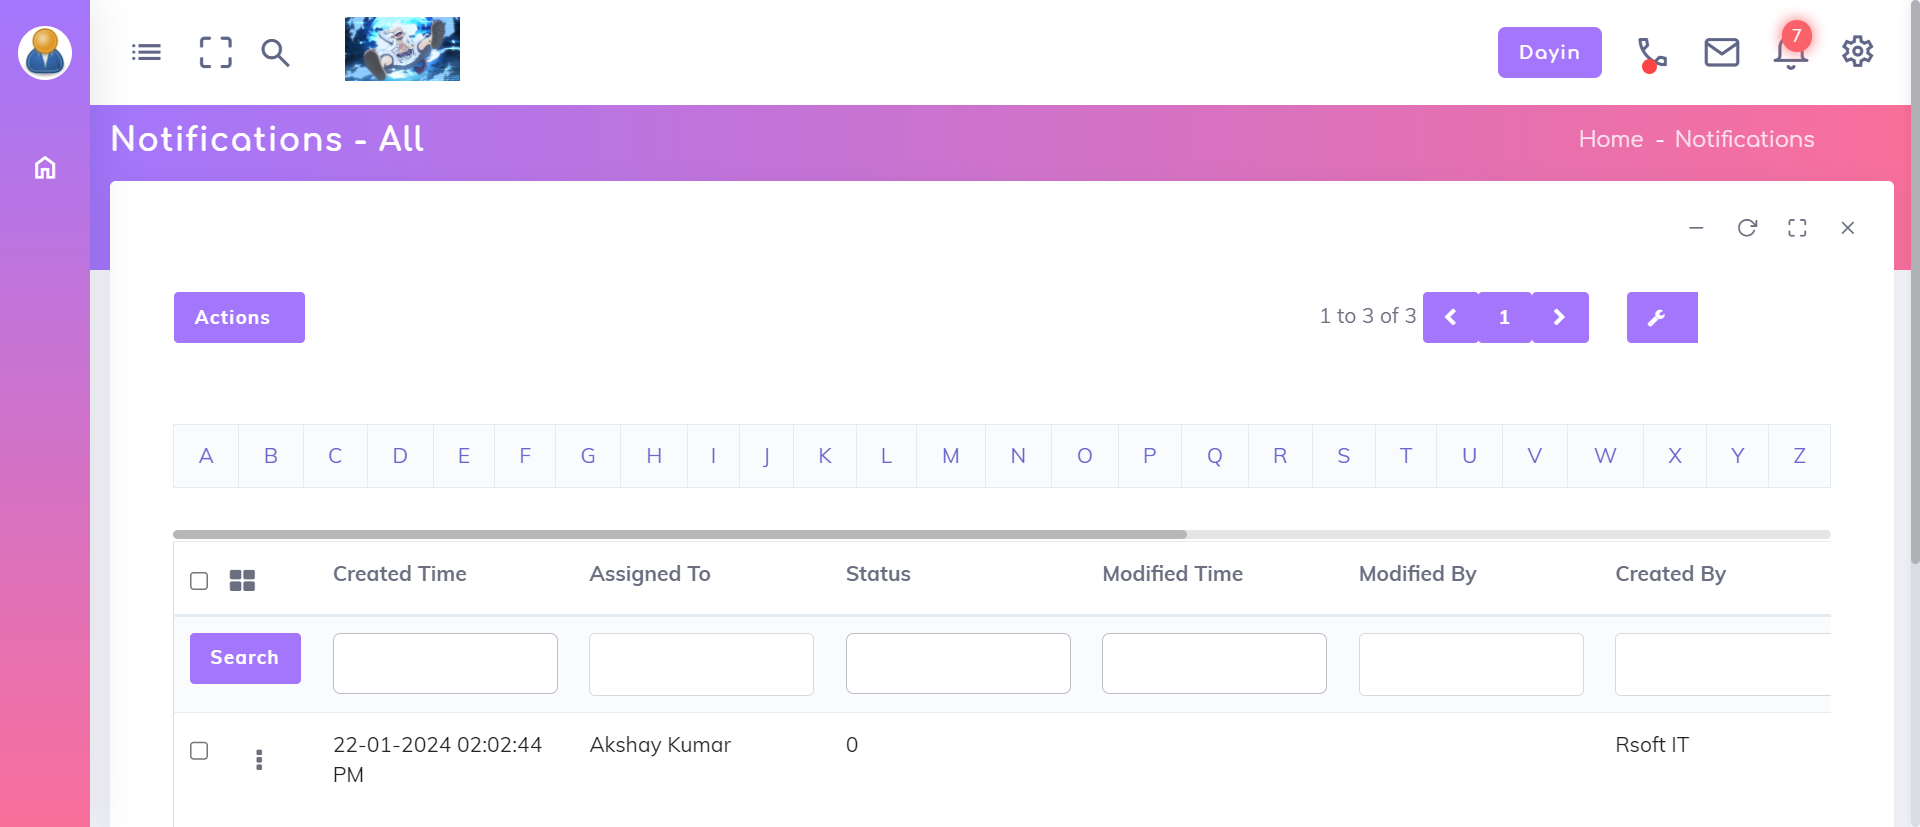 Dayin
7
Notifications - All
Home - Notifications
Actions
1 to 3 of 3
1
A B C D E F G H I J K L M N O P Q R S T U V W X Y Z
Created Time Assigned To Status Modified Time Modified By Created By
Search
22-01-2024 02:02:44 Akshay Kumar 0 Rsoft IT
PM